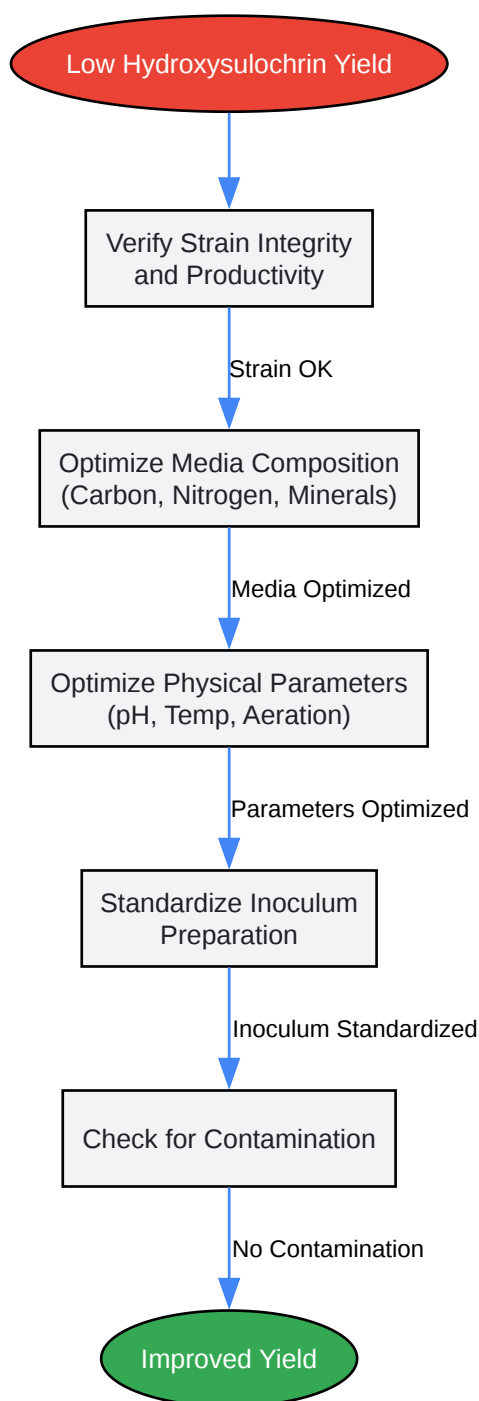 Low Hydroxysulochrin Yield
Verify Strain Integrity
and Productivity
Strain OK
Optimize Media Composition
(Carbon, Nitrogen, Minerals)
Media Optimized
Optimize Physical Parameters
(pH, Temp, Aeration)
Parameters Optimized
Standardize Inoculum
Preparation
Inoculum Standardized
Check for Contamination
No Contamination
Improved Yield